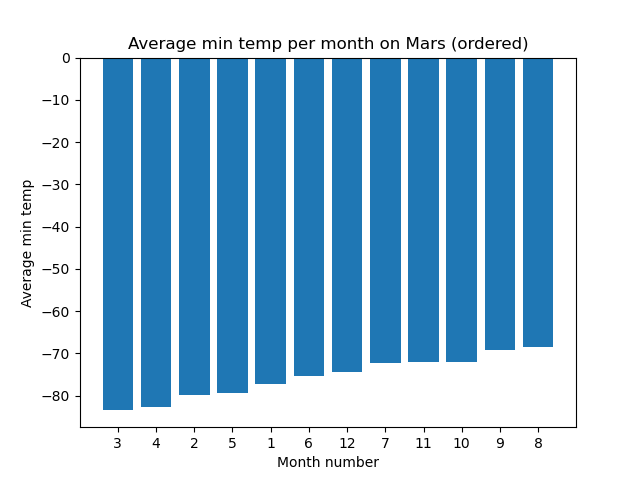 Average min temp per month on Mars (ordered)
0
−10
−20
−30
−40
−50
−60
−70
−80
Average min temp
3 4 2 5 1 6 12 7 11 10 9 8
Month number